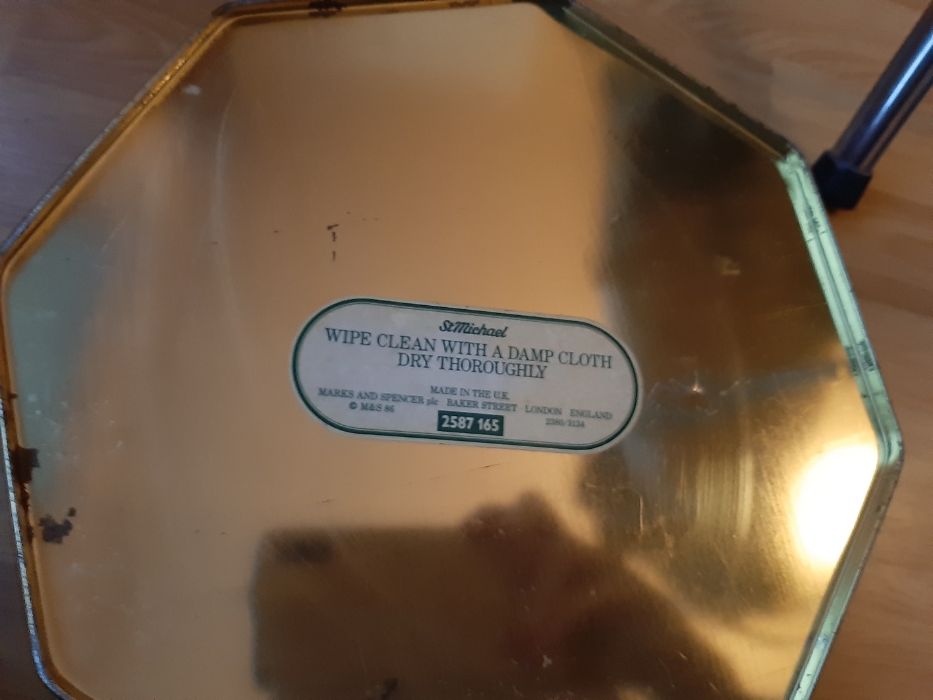 St Michael
WIPE CLEAN WITH A DAMP CLOTH
DRY THOROUGHLY
MADE IN THE U.K.
MARKS AND SPENCER plc BAKER STREET LONDON ENGLAND
© M&S 86
2587 165